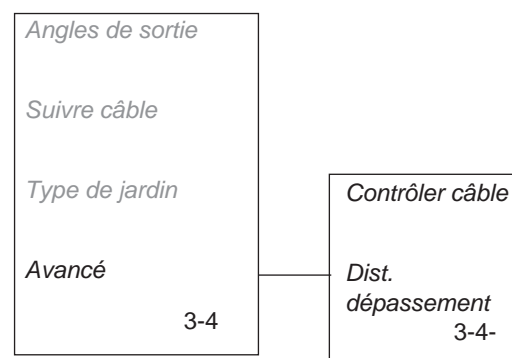 Angles de sortie
Suivre câble
Type de jardin
Avancé
3-4
Contrôler câble
Dist.
dépassement
3-4-